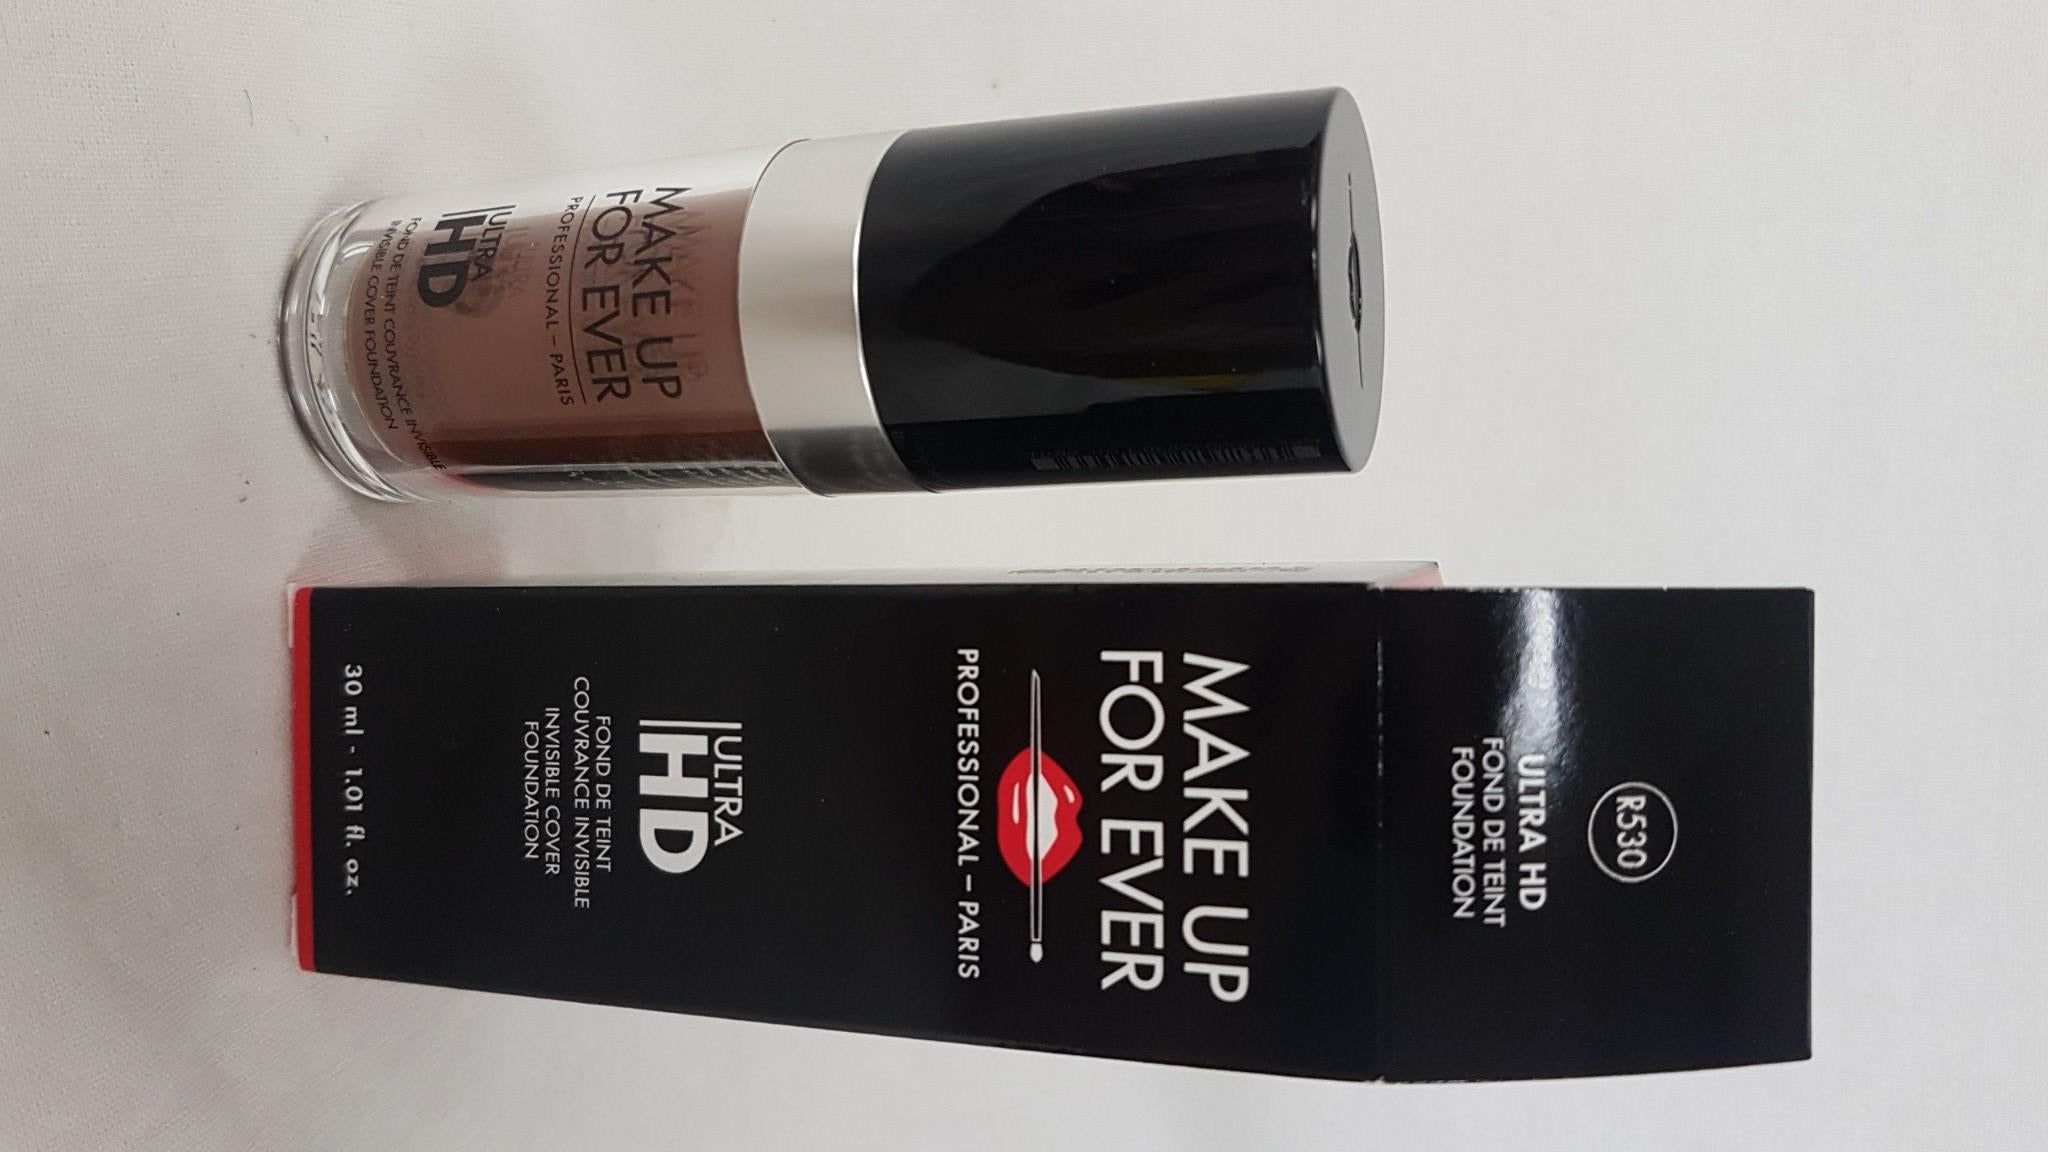 MAKE UP
FOR EVER
PROFESSIONAL – PARIS
ULTRA
HD
FOND DE TEINT COUVRANCE INVISIBLE
INVISIBLE COVER FOUNDATION
R530
ULTRA HD
FOND DE TEINT
FOUNDATION
MAKE UP
FOR EVER
PROFESSIONAL – PARIS
ULTRA
HD
FOND DE TEINT
COUVRANCE INVISIBLE
INVISIBLE COVER
FOUNDATION
30 ml - 1.01 fl. oz.